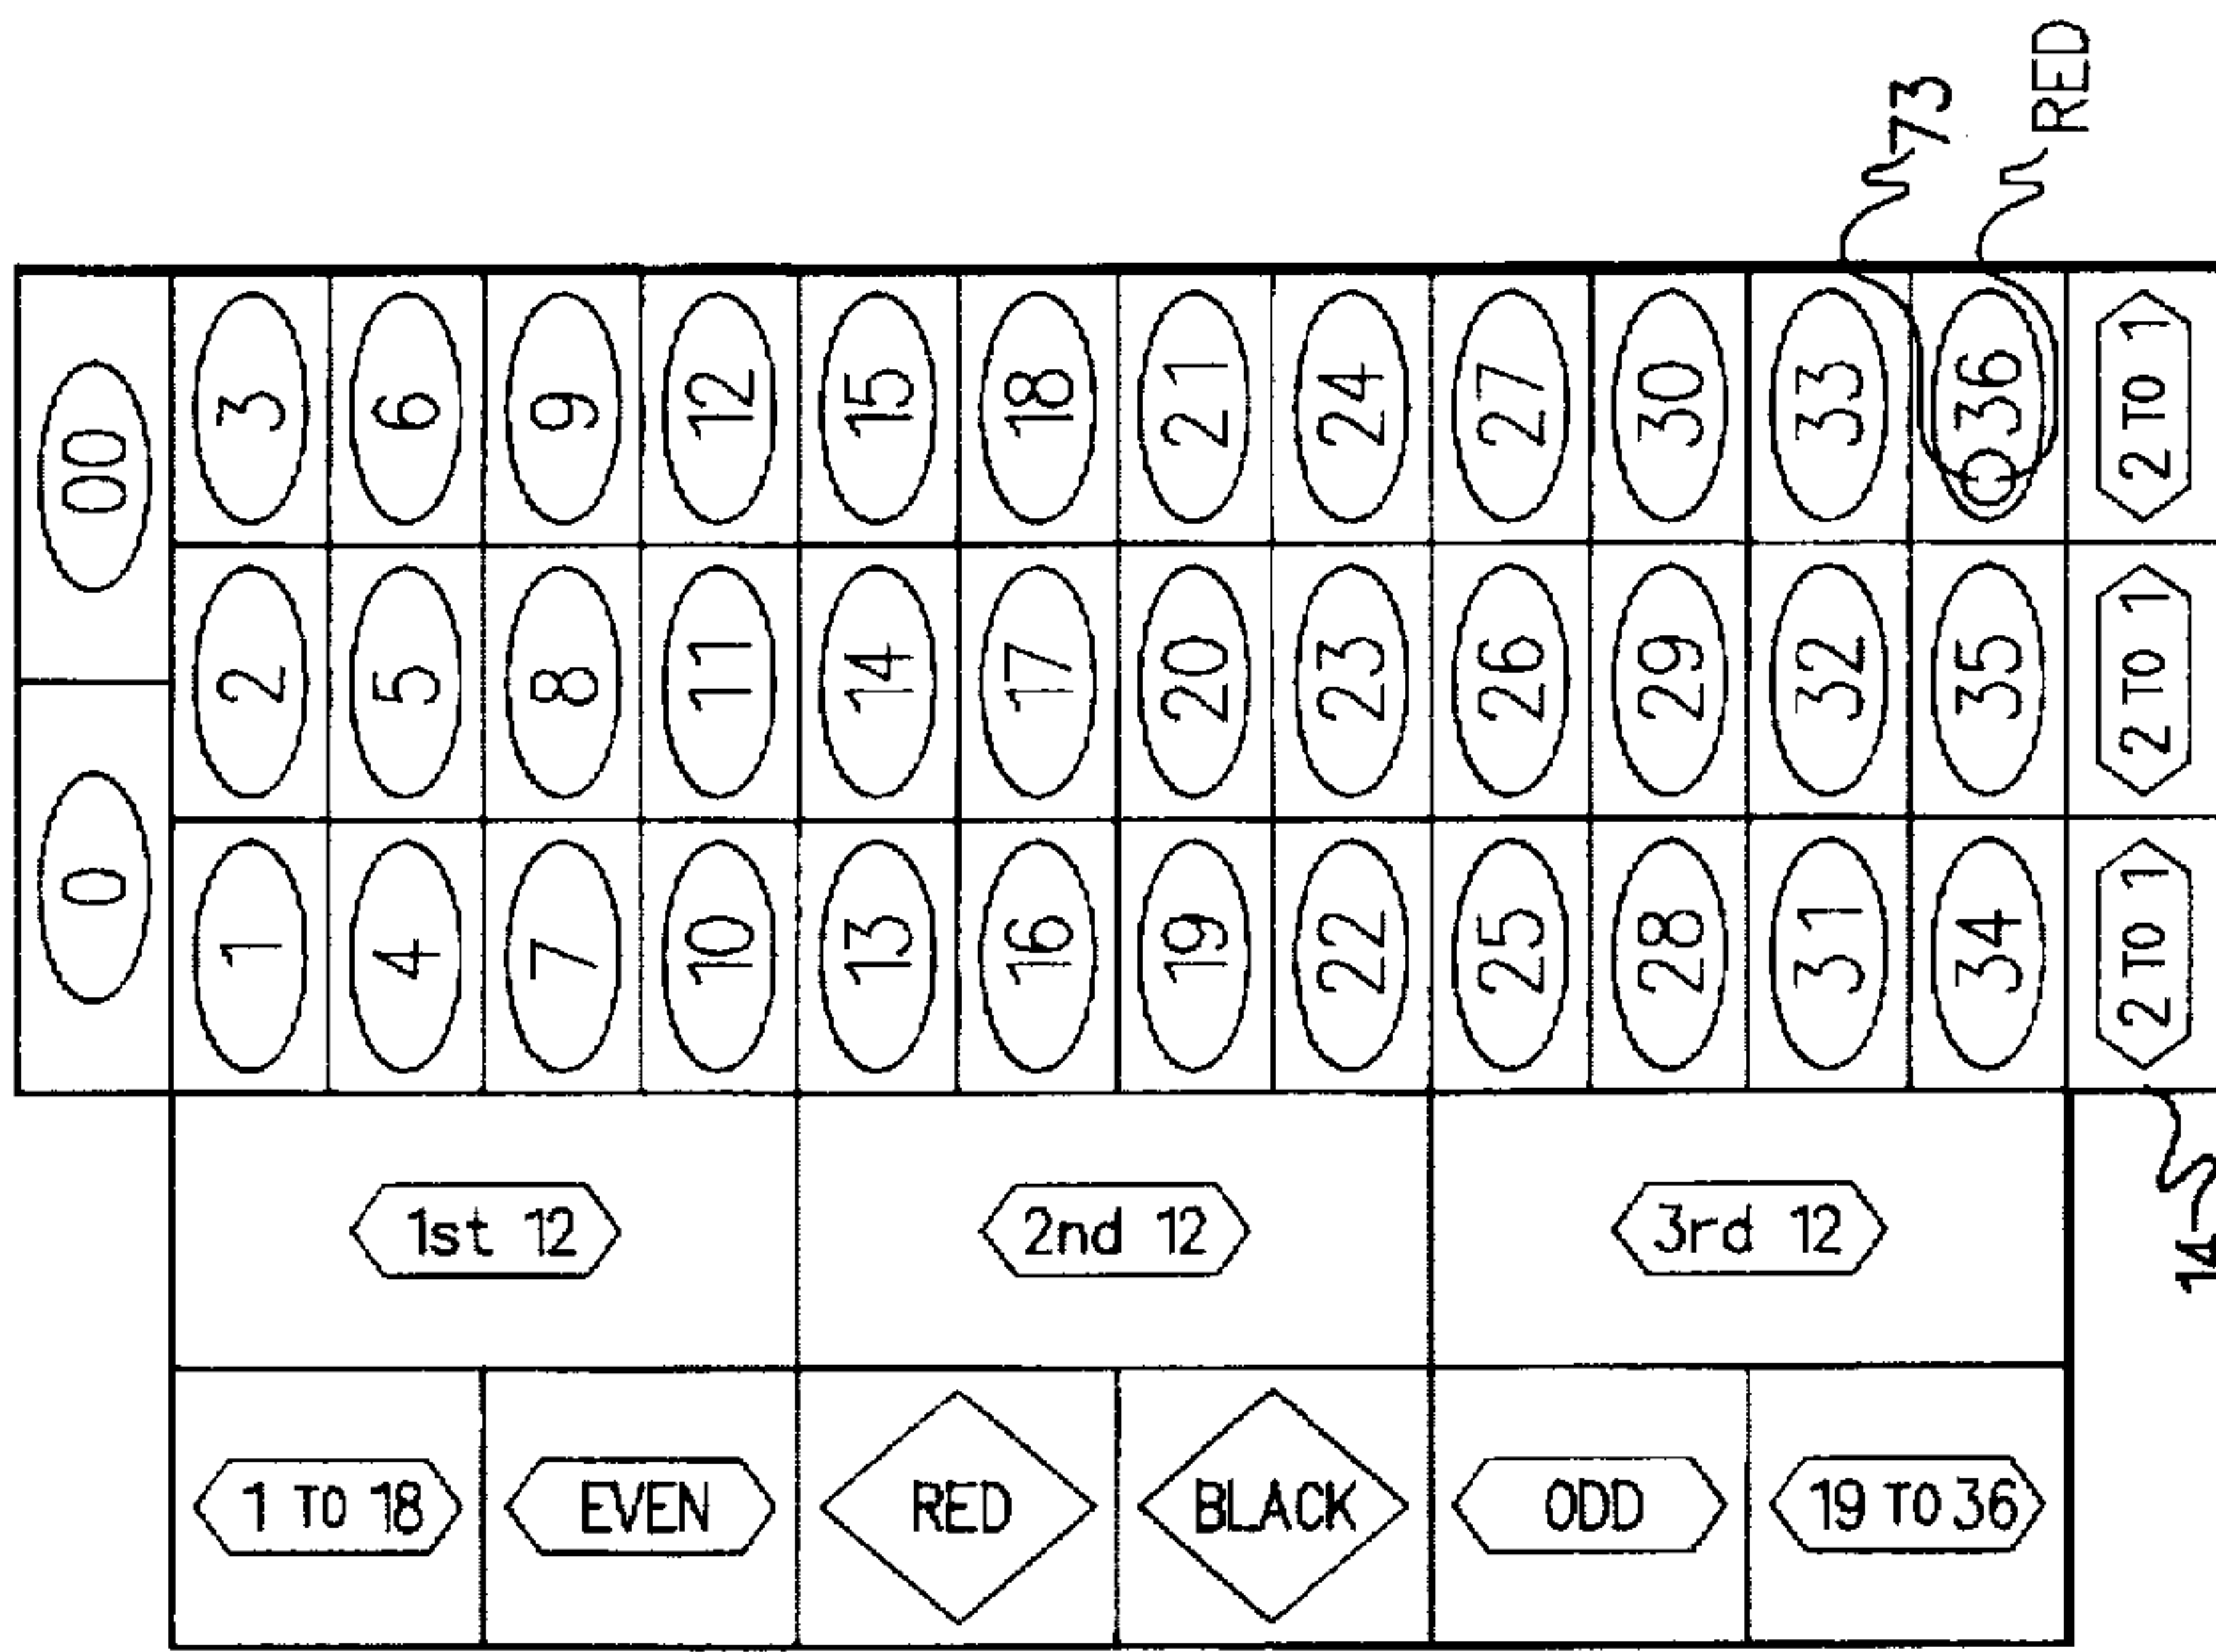 0 00
1 2 3
4 5 6
7 8 9
10 11 12
13 14 15
16 17 18
19 20 21
22 23 24
25 26 27
28 29 30
31 32 33
34 35 36
2 TO 1 2 TO 1 2 TO 1
1st 12 2nd 12 3rd 12
1 TO 18 EVEN RED BLACK ODD 19 TO 36
73
RED
14